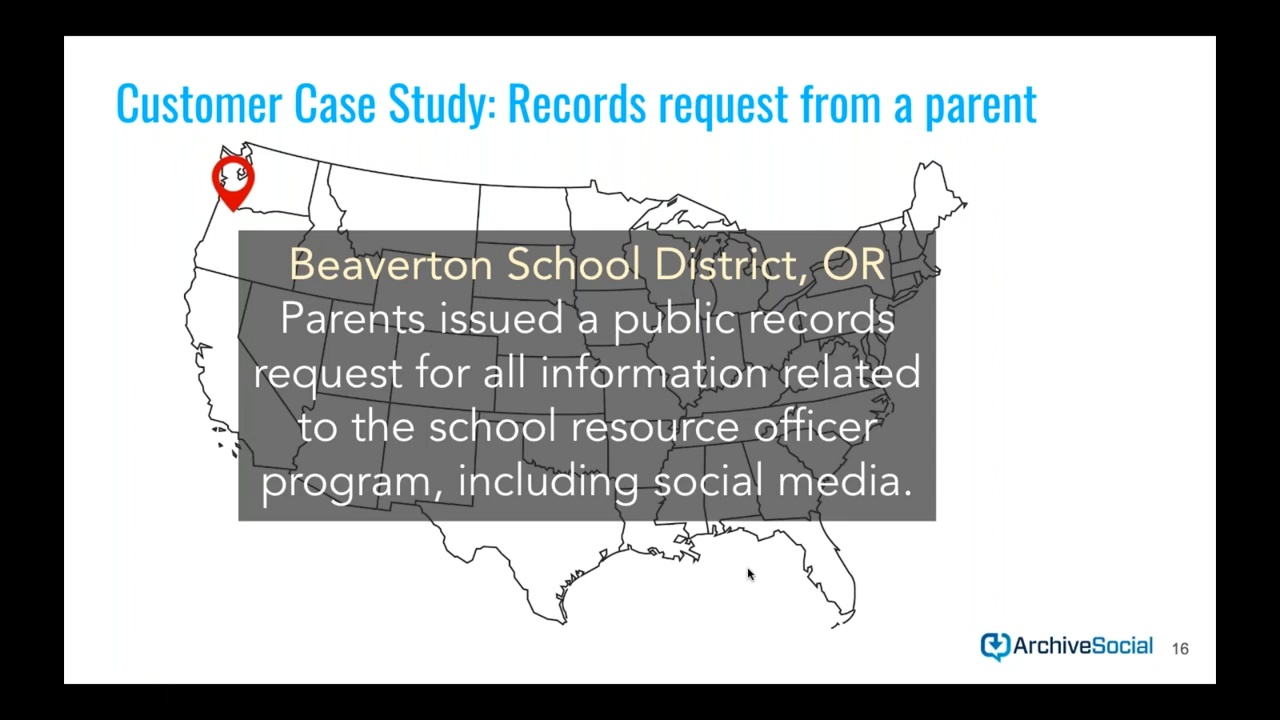 Customer Case Study: Records request from a parent
Beaverton School District, OR
Parents issued a public records
request for all information related
to the school resource officer
program, including social media.
ArchiveSocial
16